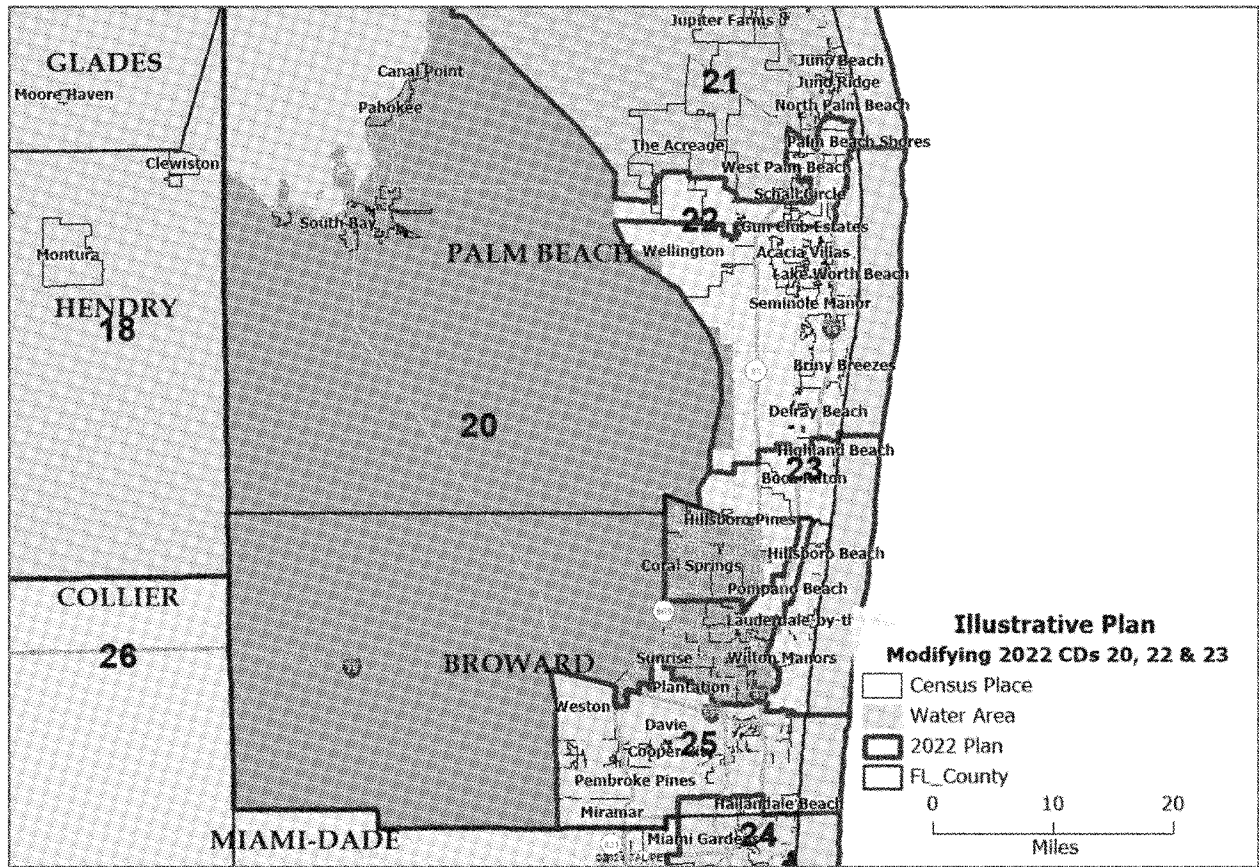 Jupiter Farms
GLADES
Juno Beach
Canal Point
21
Juno Ridge
Moore Haven
Pahokee
North Palm Beach
Palm Beach Shores
The Acreage
Clewiston
West Palm Beach
Schall Circle
22
South Bay
Gun Club Estates
PALM BEACH
Wellington
Acacia Villas
Montura
Lake Worth Beach
HENDRY
Seminole Manor
18
Briny Breezes
Delray Beach
20
Highland Beach
23
Boca Raton
Hillsboro Pines
Hillsboro Beach
Coral Springs
Pompano Beach
COLLIER
Lauderdale-by-t
26
BROWARD
Sunrise
Wilton Manors
Plantation
Weston
Davie
25
Cooper City
Pembroke Pines
Miramar
Hallandale Beach
MIAMI-DADE
Miami Gardens
24
Illustrative Plan
Modifying 2022 CDs 20, 22 & 23
Census Place
Water Area
2022 Plan
FL_County
0 10 20
Miles